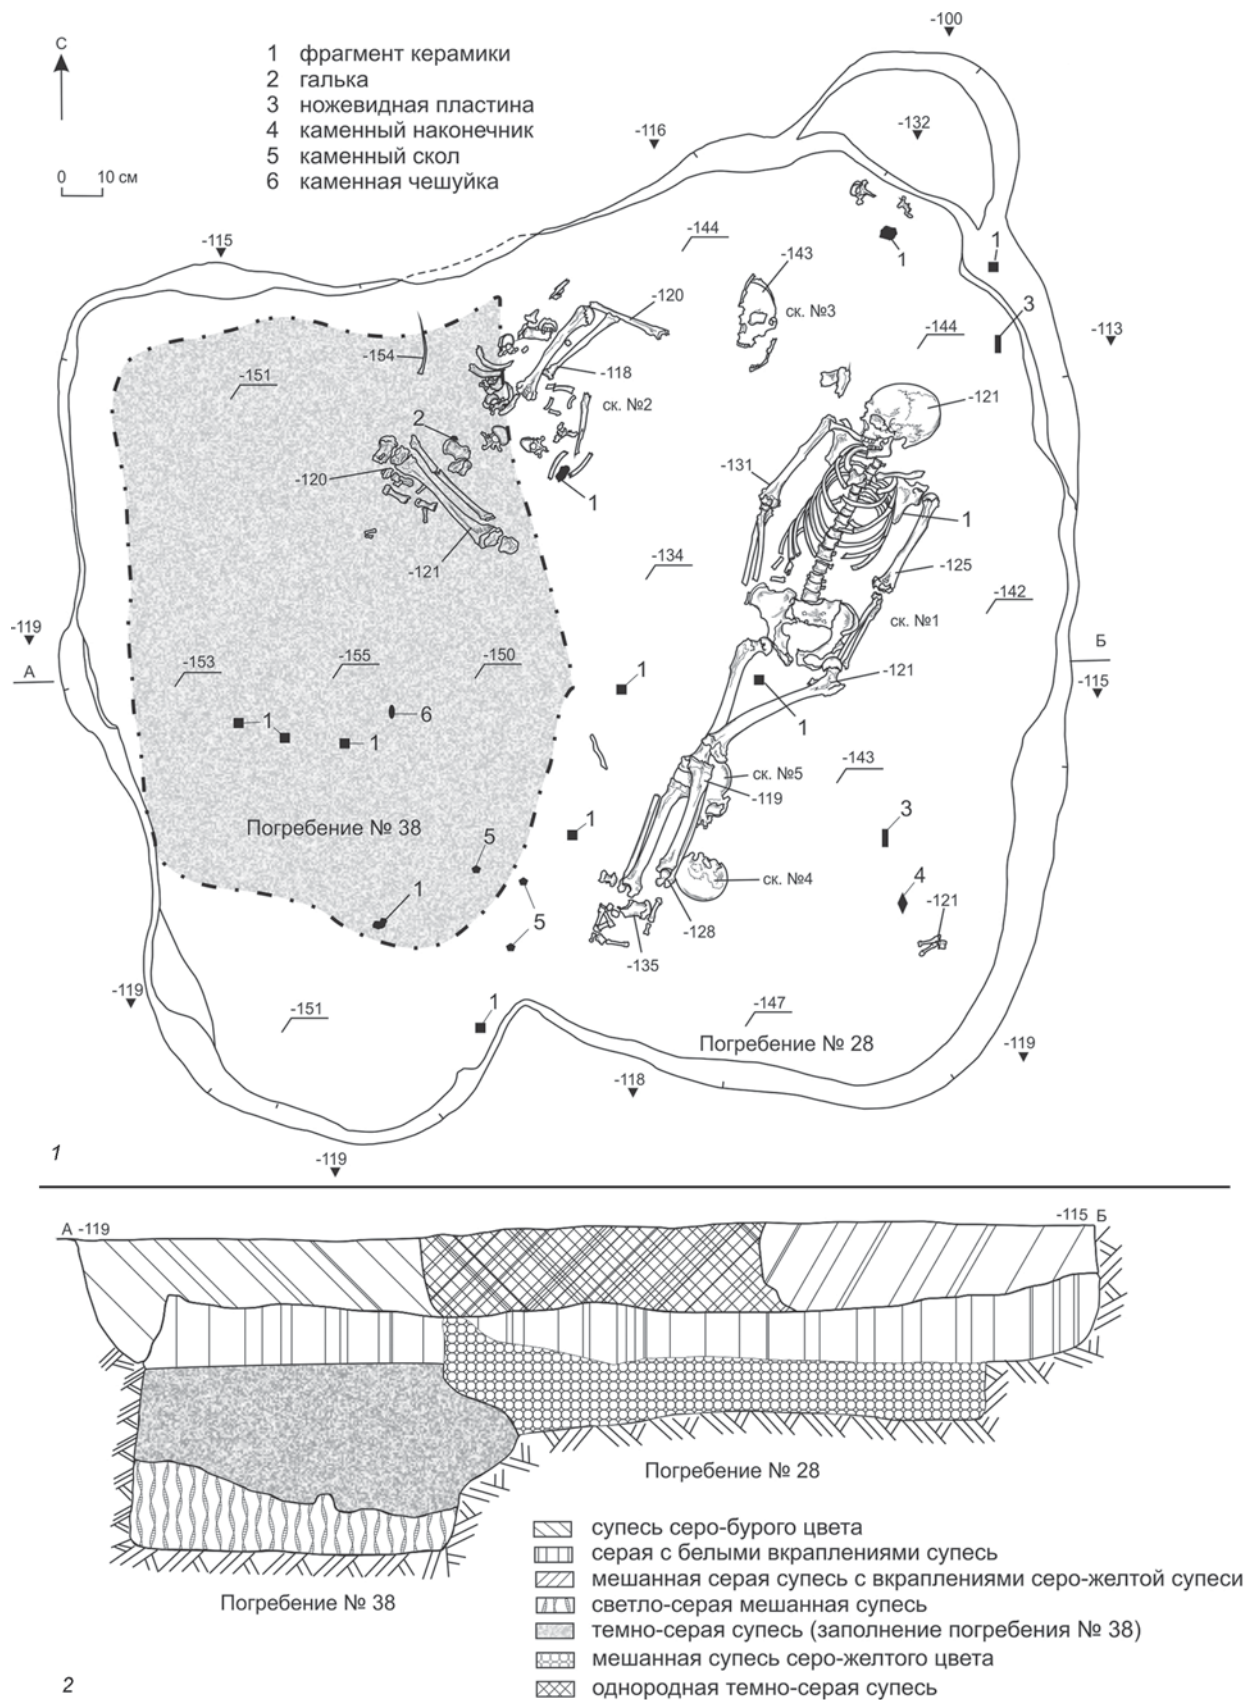 С
0 10 см
1 фрагмент керамики
2 галька
3 ножевидная пластина
4 каменный наконечник
5 каменный скол
6 каменная чешуйка
-100
-132
-116
-144
1
1
-115
-143
-120
ск. №3
3
-144
-113
-154
-151
-118
-121
ск. №2
2
-131
-120
1
1
-121
-134
-125
-142
ск. №1
-119
А
Б
-153
-155
-150
1
-121
-115
1
6
1
1
-143
ск. №5
-119
Погребение № 38
1
3
5
ск. №4
4
-121
1
5
-128
-135
-119
-151
1
-147
Погребение № 28
-119
-118
1
-119
А -119
-115 Б
Погребение № 28
Погребение № 38
супесь серо-бурого цвета
серая с белыми вкраплениями супесь
мешанная серая супесь с вкраплениями серо-желтой супеси
светло-серая мешанная супесь
темно-серая супесь (заполнение погребения № 38)
мешанная супесь серо-желтого цвета
однородная темно-серая супесь
2